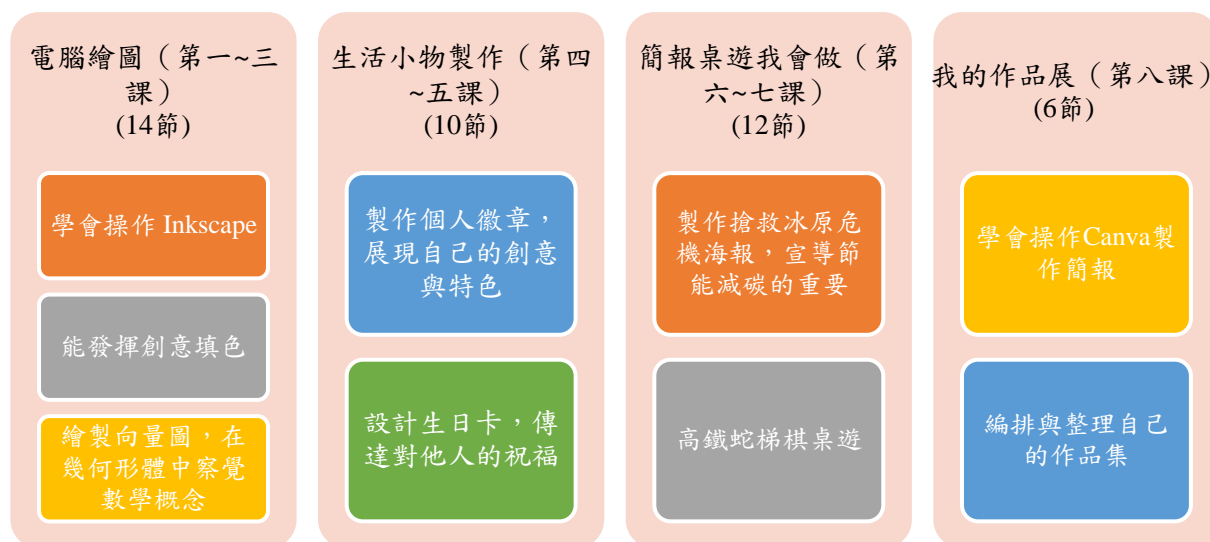 電腦繪圖（第一~三
課）
(14節)
學會操作 Inkscape
能發揮創意填色
繪製向量圖，在
幾何形體中察覺
數學概念
生活小物製作（第四
~五課）
(10節)
製作個人徽章，
展現自己的創意
與特色
設計生日卡，傳
達對他人的祝福
簡報桌遊我會做（第
六~七課）
(12節)
製作搶救冰原危
機海報，宣導節
能減碳的重要
高鐵蛇梯棋桌遊
我的作品展（第八課）
(6節)
學會操作Canva製
作簡報
編排與整理自己
的作品集